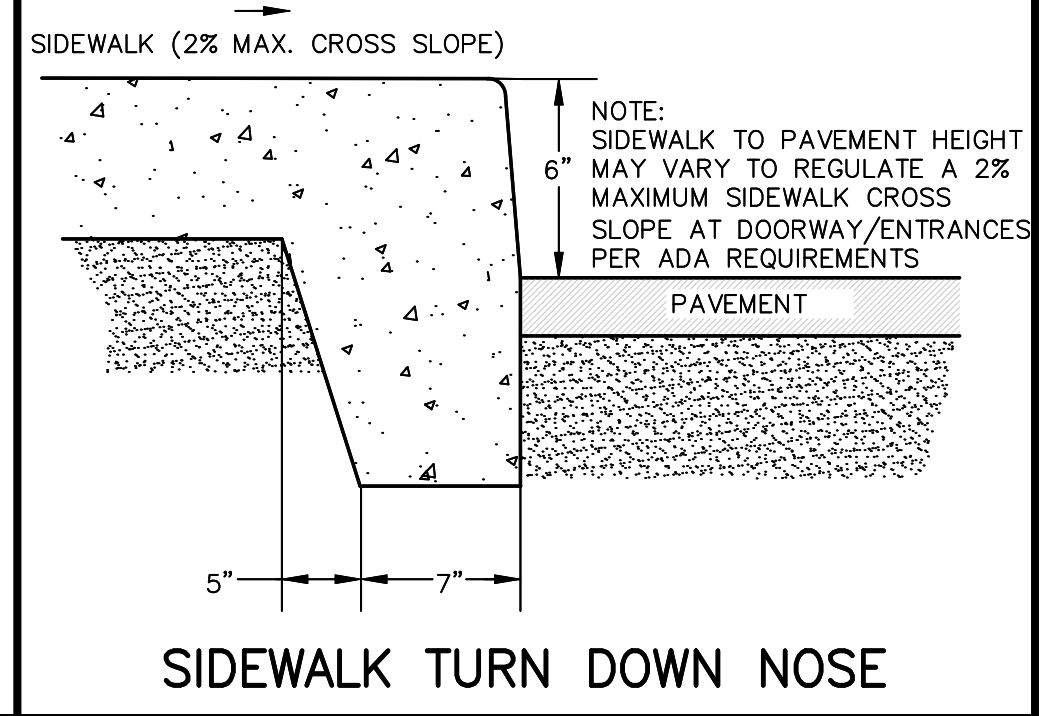 SIDEWALK (2% MAX. CROSS SLOPE)
NOTE:
SIDEWALK TO PAVEMENT HEIGHT
MAY VARY TO REGULATE A 2%
MAXIMUM SIDEWALK CROSS
SLOPE AT DOORWAY/ENTRANCES
PER ADA REQUIREMENTS
6"
PAVEMENT
5"
7"
SIDEWALK TURN DOWN NOSE